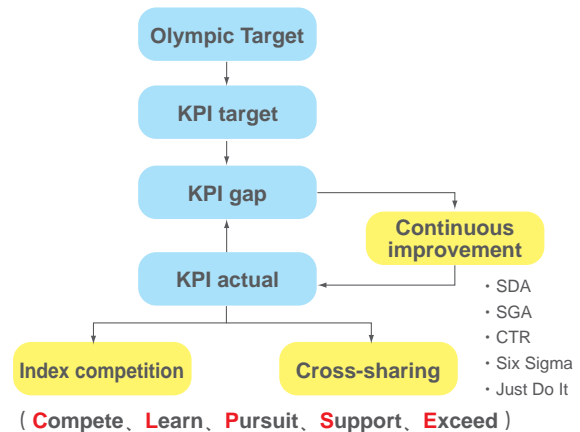 Olympic Target
KPI target
KPI gap
Continuous
improvement
KPI actual
・SDA
・SGA
・CTR
・Six Sigma
・Just Do It
Index competition
Cross-sharing
（Compete、Learn、Pursuit、Support、Exceed）